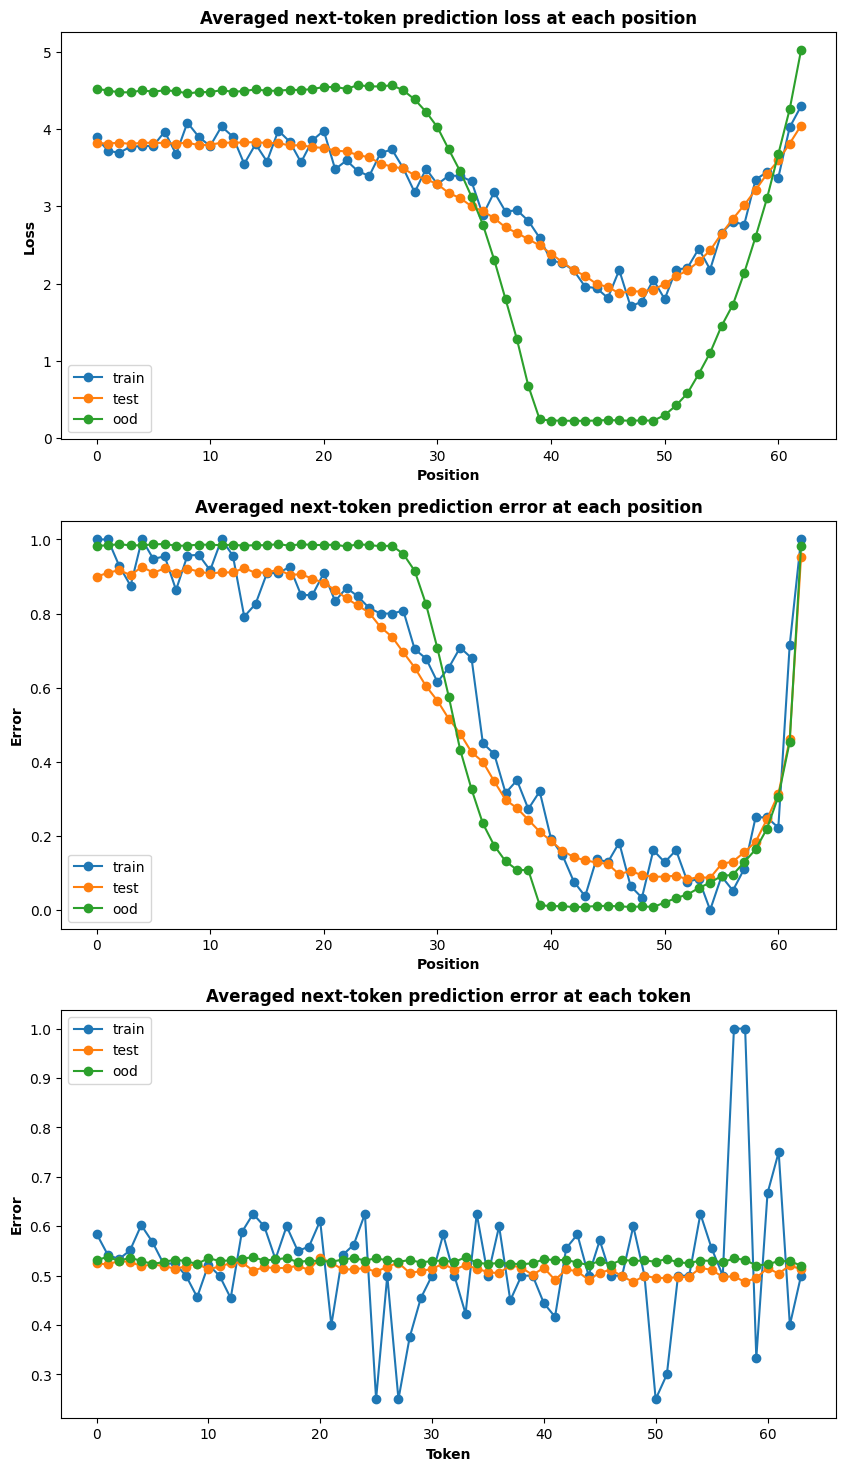 Averaged next-token prediction loss at each position
5
4
3
2
1
0
Loss
train
test
ood
0 10 20 30 40 50 60
Position
Averaged next-token prediction error at each position
1.0
0.8
0.6
0.4
0.2
0.0
Error
train
test
ood
0 10 20 30 40 50 60
Position
Averaged next-token prediction error at each token
train
test
ood
1.0
0.9
0.8
0.7
0.6
0.5
0.4
0.3
Error
0 10 20 30 40 50 60
Token